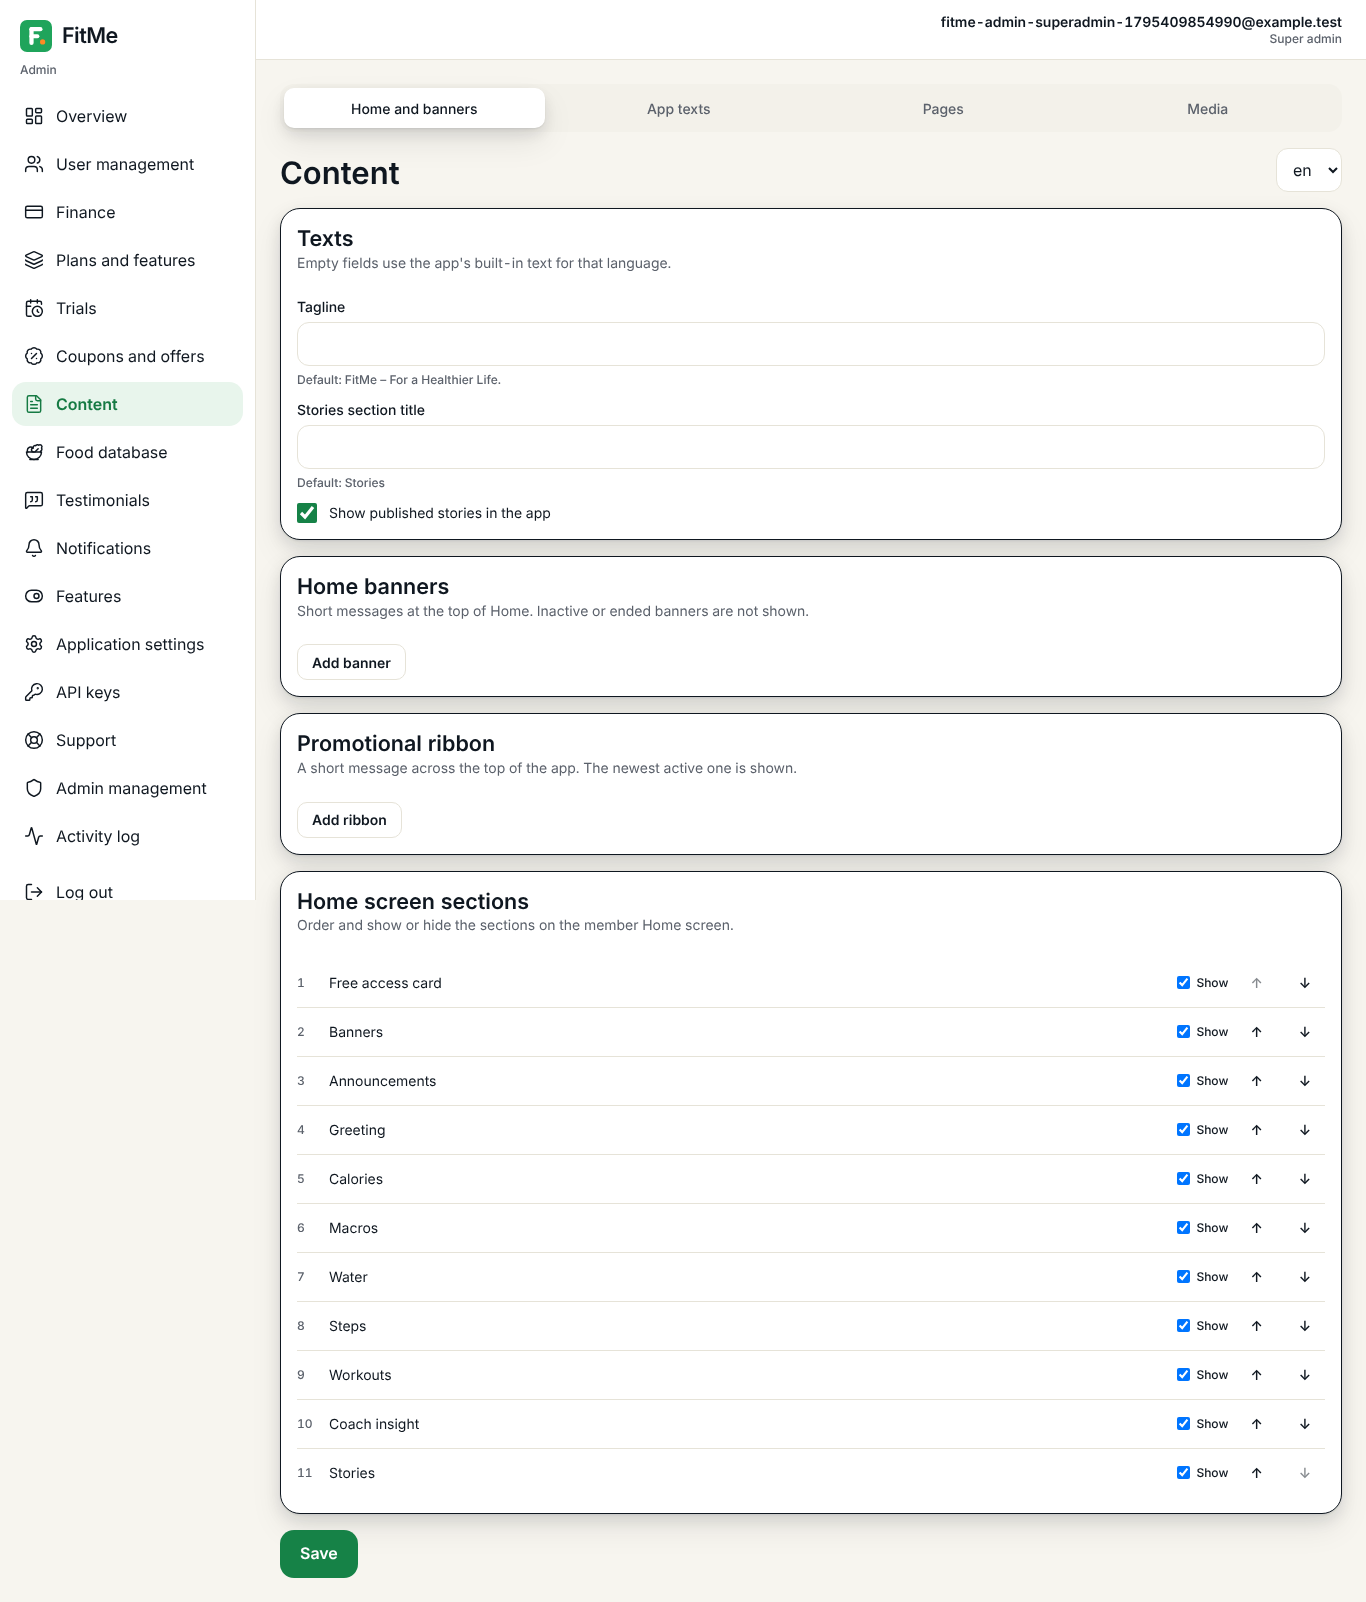 FitMe
Admin
Overview
User management
Finance
Plans and features
Trials
Coupons and offers
Content
Food database
Testimonials
Notifications
Features
Application settings
API keys
Support
Admin management
Activity log
Log out
fitme-admin-superadmin-1795409854990@example.test
Super admin
Home and banners App texts Pages Media
Content
en
Texts
Empty fields use the app's built-in text for that language.
Tagline
Default: FitMe – For a Healthier Life.
Stories section title
Default: Stories
Show published stories in the app
Home banners
Short messages at the top of Home. Inactive or ended banners are not shown.
Add banner
Promotional ribbon
A short message across the top of the app. The newest active one is shown.
Add ribbon
Home screen sections
Order and show or hide the sections on the member Home screen.
1 Free access card Show ↑ ↓
2 Banners Show ↑ ↓
3 Announcements Show ↑ ↓
4 Greeting Show ↑ ↓
5 Calories Show ↑ ↓
6 Macros Show ↑ ↓
7 Water Show ↑ ↓
8 Steps Show ↑ ↓
9 Workouts Show ↑ ↓
10 Coach insight Show ↑ ↓
11 Stories Show ↑ ↓
Save